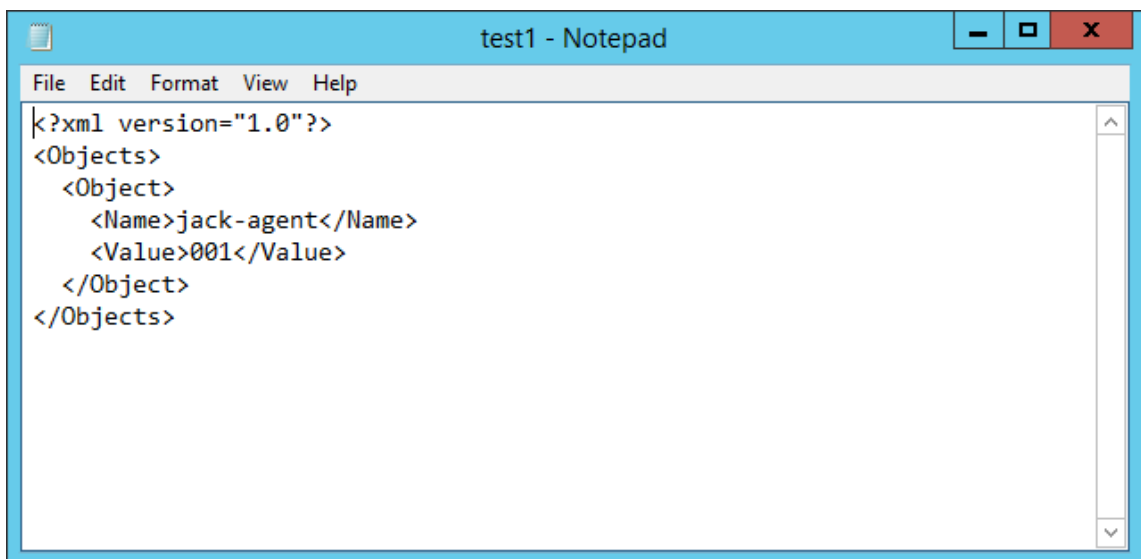 test1 - Notepad
File Edit Format View Help
<?xml version="1.0"?>
<Objects>
  <Object>
    <Name>jack-agent</Name>
    <Value>001</Value>
  </Object>
</Objects>